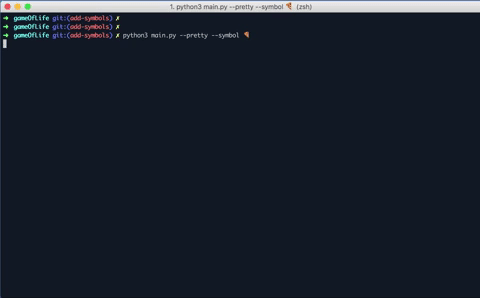 1. python3 main.py --pretty --symbol 🍕 (zsh)
➜ gameOfLife git:(add-symbols) ✗
➜ gameOfLife git:(add-symbols) ✗
➜ gameOfLife git:(add-symbols) ✗ python3 main.py --pretty --symbol 🍕